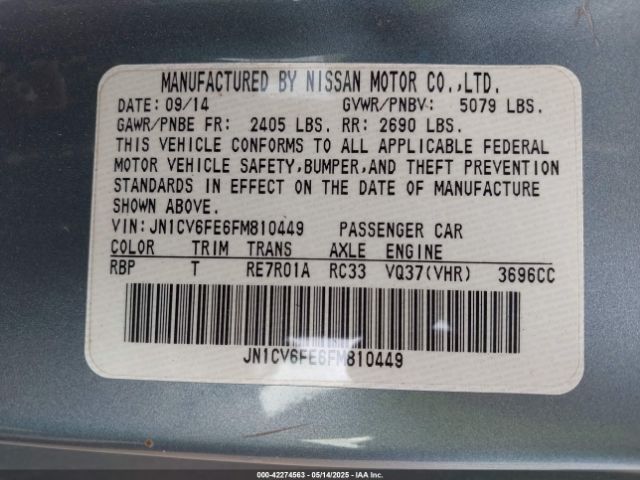 MANUFACTURED BY NISSAN MOTOR CO.,LTD.
DATE: 09/14 GVWR/PNBV: 5079 LBS.
GAWR/PNBE FR: 2405 LBS. RR: 2690 LBS.
THIS VEHICLE CONFORMS TO ALL APPLICABLE FEDERAL
MOTOR VEHICLE SAFETY,BUMPER,AND THEFT PREVENTION
STANDARDS IN EFFECT ON THE DATE OF MANUFACTURE
SHOWN ABOVE.
VIN:JN1CV6FE6FM810449 PASSENGER CAR
COLOR TRIM TRANS AXLE ENGINE
RBP T RE7R01A RC33 VQ37(VHR) 3696CC
JN1CV6FE6FM810449
000-42274563 - 05/14/2025 - IAA Inc.